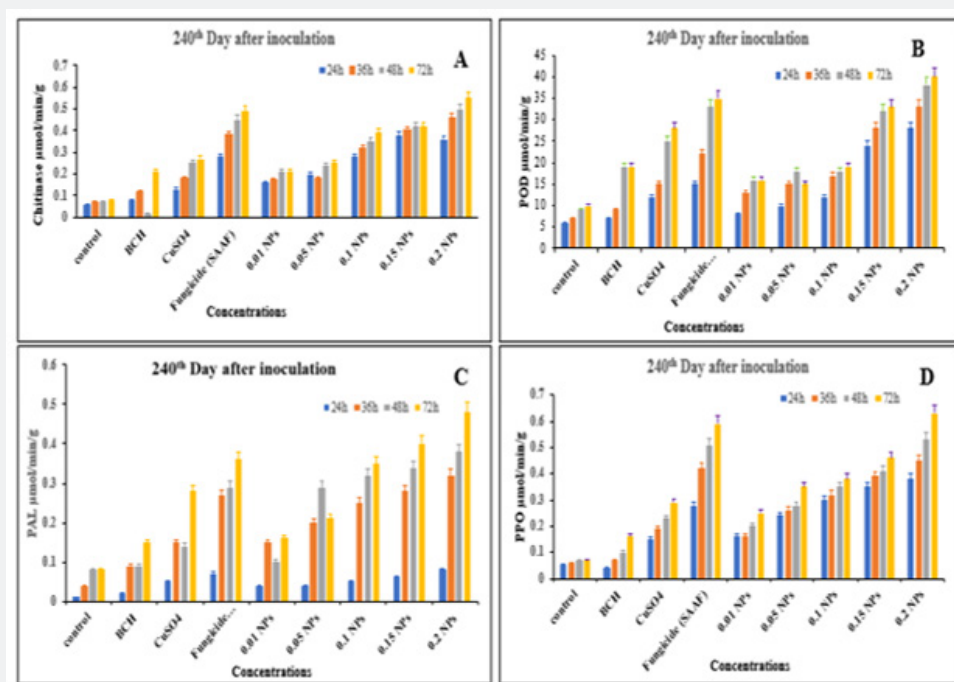 240th Day after inoculation
A
24h 36h 48h 72h
Chitinase µmol/min/g
0.6
0.5
0.4
0.3
0.2
0.1
0
control BCH CuSO4 Fungicide (SAAF) 0.01 NPs 0.05 NPs 0.1 NPs 0.15 NPs 0.2 NPs
Concentrations
240th Day after inoculation
B
24h 36h 48h 72h
POD µmol/min/g
45
40
35
30
25
20
15
10
5
0
control BCH CuSO4 Fungicide... 0.01 NPs 0.05 NPs 0.1 NPs 0.15 NPs 0.2 NPs
Concentrations
240th Day after inoculation
C
24h 36h 48h 72h
PAL µmol/min/g
0.6
0.5
0.4
0.3
0.2
0.1
0
control BCH CuSO4 Fungicide... 0.01 NPs 0.05 NPs 0.1 NPs 0.15 NPs 0.2 NPs
Concentrations
240th Day after inoculation
D
24h 36h 48h 72h
PPO µmol/min/g
0.7
0.6
0.5
0.4
0.3
0.2
0.1
0
control BCH CuSO4 Fungicide (SAAF) 0.01 NPs 0.05 NPs 0.1 NPs 0.15 NPs 0.2 NPs
Concentrations